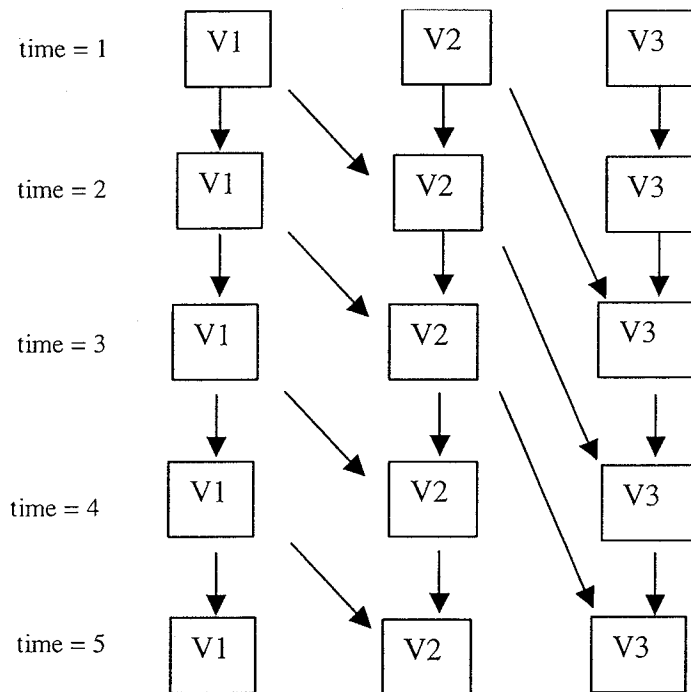 time = 1 V1 V2 V3
time = 2 V1 V2 V3
time = 3 V1 V2 V3
time = 4 V1 V2 V3
time = 5 V1 V2 V3